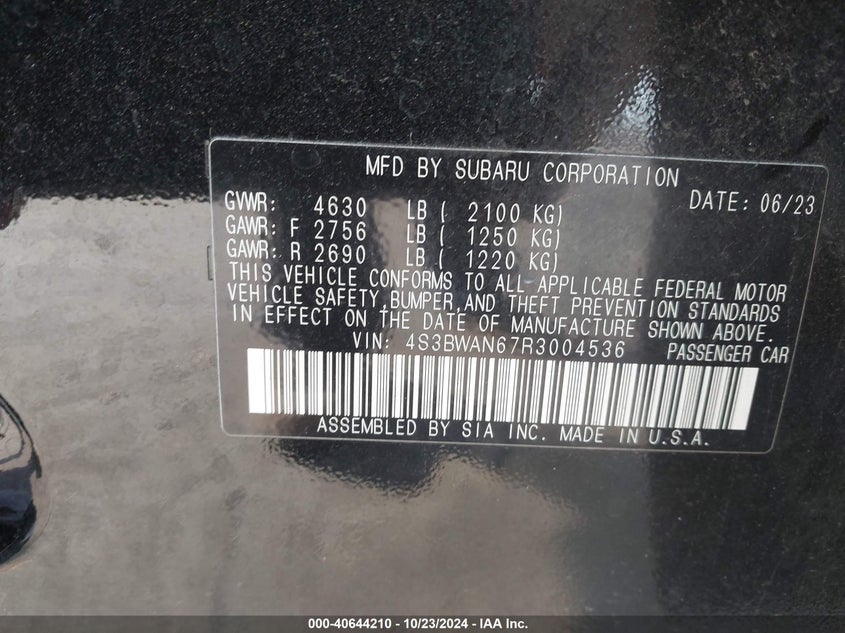 MFD BY SUBARU CORPORATION
DATE: 06/23
GVWR: 4630 LB ( 2100 KG)
GAWR: F 2756 LB ( 1250 KG)
GAWR: R 2690 LB ( 1220 KG)
THIS VEHICLE CONFORMS TO ALL APPLICABLE FEDERAL MOTOR
VEHICLE SAFETY, BUMPER, AND THEFT PREVENTION STANDARDS
IN EFFECT ON THE DATE OF MANUFACTURE SHOWN ABOVE.
VIN: 4S3BWAN67R3004536 PASSENGER CAR
ASSEMBLED BY SIA INC. MADE IN U.S.A.
000-40644210 - 10/23/2024 - IAA Inc.